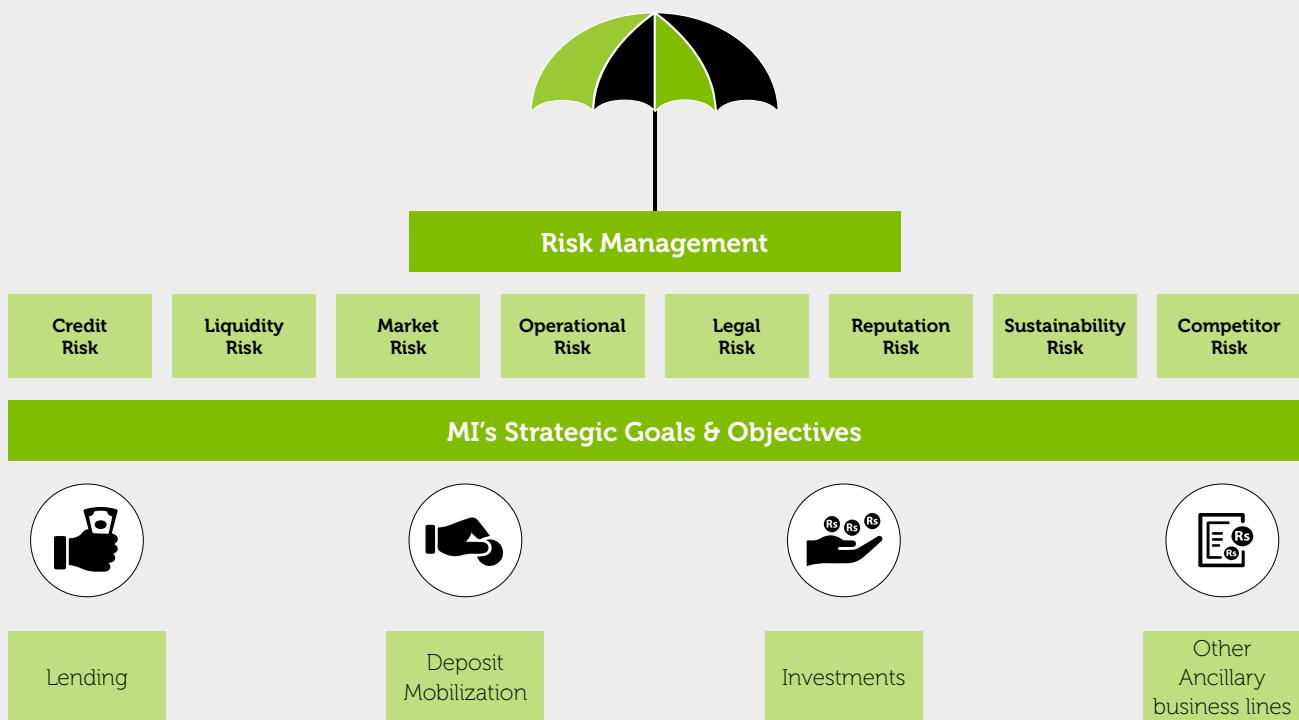 Risk Management
Credit
Risk
Liquidity
Risk
Market
Risk
Operational
Risk
Legal
Risk
Reputation
Risk
Sustainability
Risk
Competitor
Risk
MI's Strategic Goals & Objectives
Rs
Rs
Rs
Rs
Rs
Lending
Deposit
Mobilization
Investments
Other
Ancillary
business lines